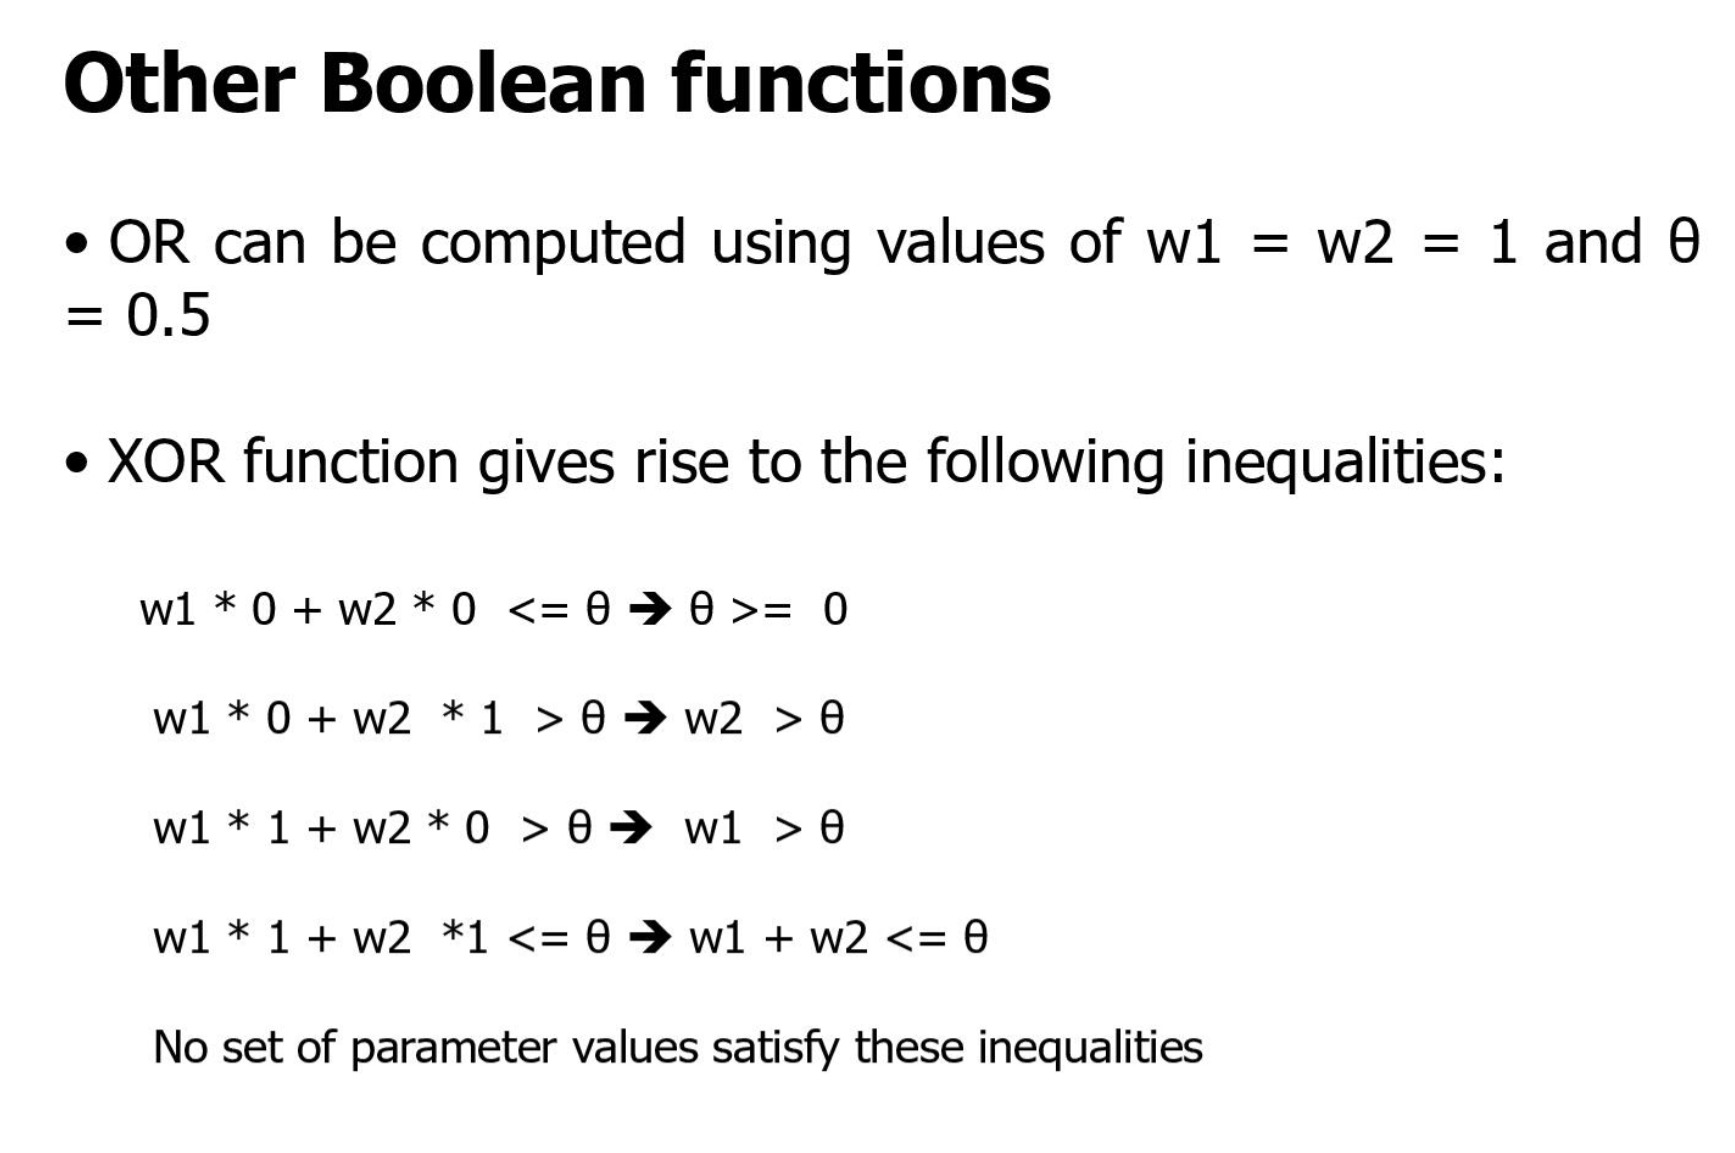 Other Boolean functions
• OR can be computed using values of w1 = w2 = 1 and θ
= 0.5
• XOR function gives rise to the following inequalities:
w1 * 0 + w2 * 0 <= θ ➔ θ >= 0
w1 * 0 + w2 * 1 > θ ➔ w2 > θ
w1 * 1 + w2 * 0 > θ ➔ w1 > θ
w1 * 1 + w2 *1 <= θ ➔ w1 + w2 <= θ
No set of parameter values satisfy these inequalities